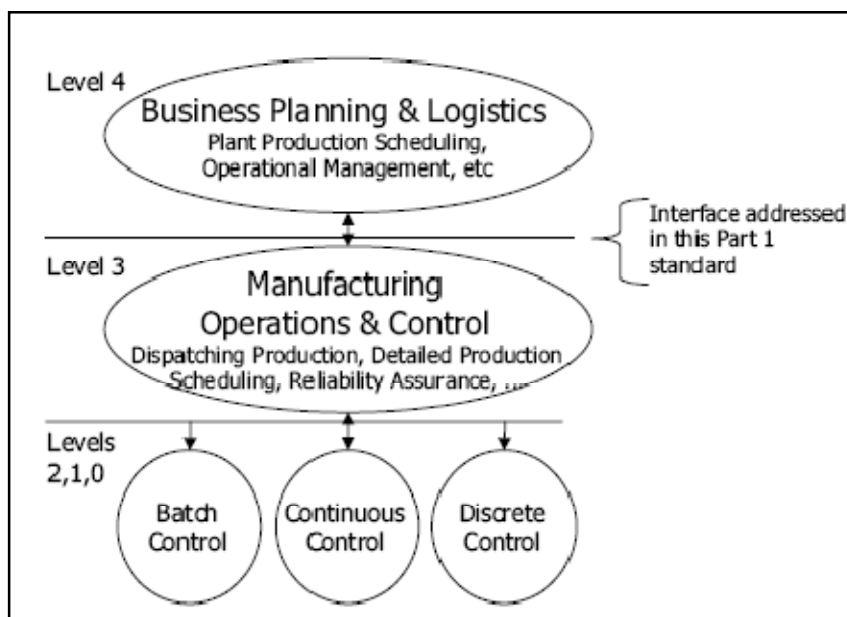 Level 4
Business Planning & Logistics
Plant Production Scheduling,
Operational Management, etc
Interface addressed
in this Part 1
standard
Level 3
Manufacturing
Operations & Control
Dispatching Production, Detailed Production
Scheduling, Reliability Assurance, ...
Levels
2,1,0
Batch
Control
Continuous
Control
Discrete
Control